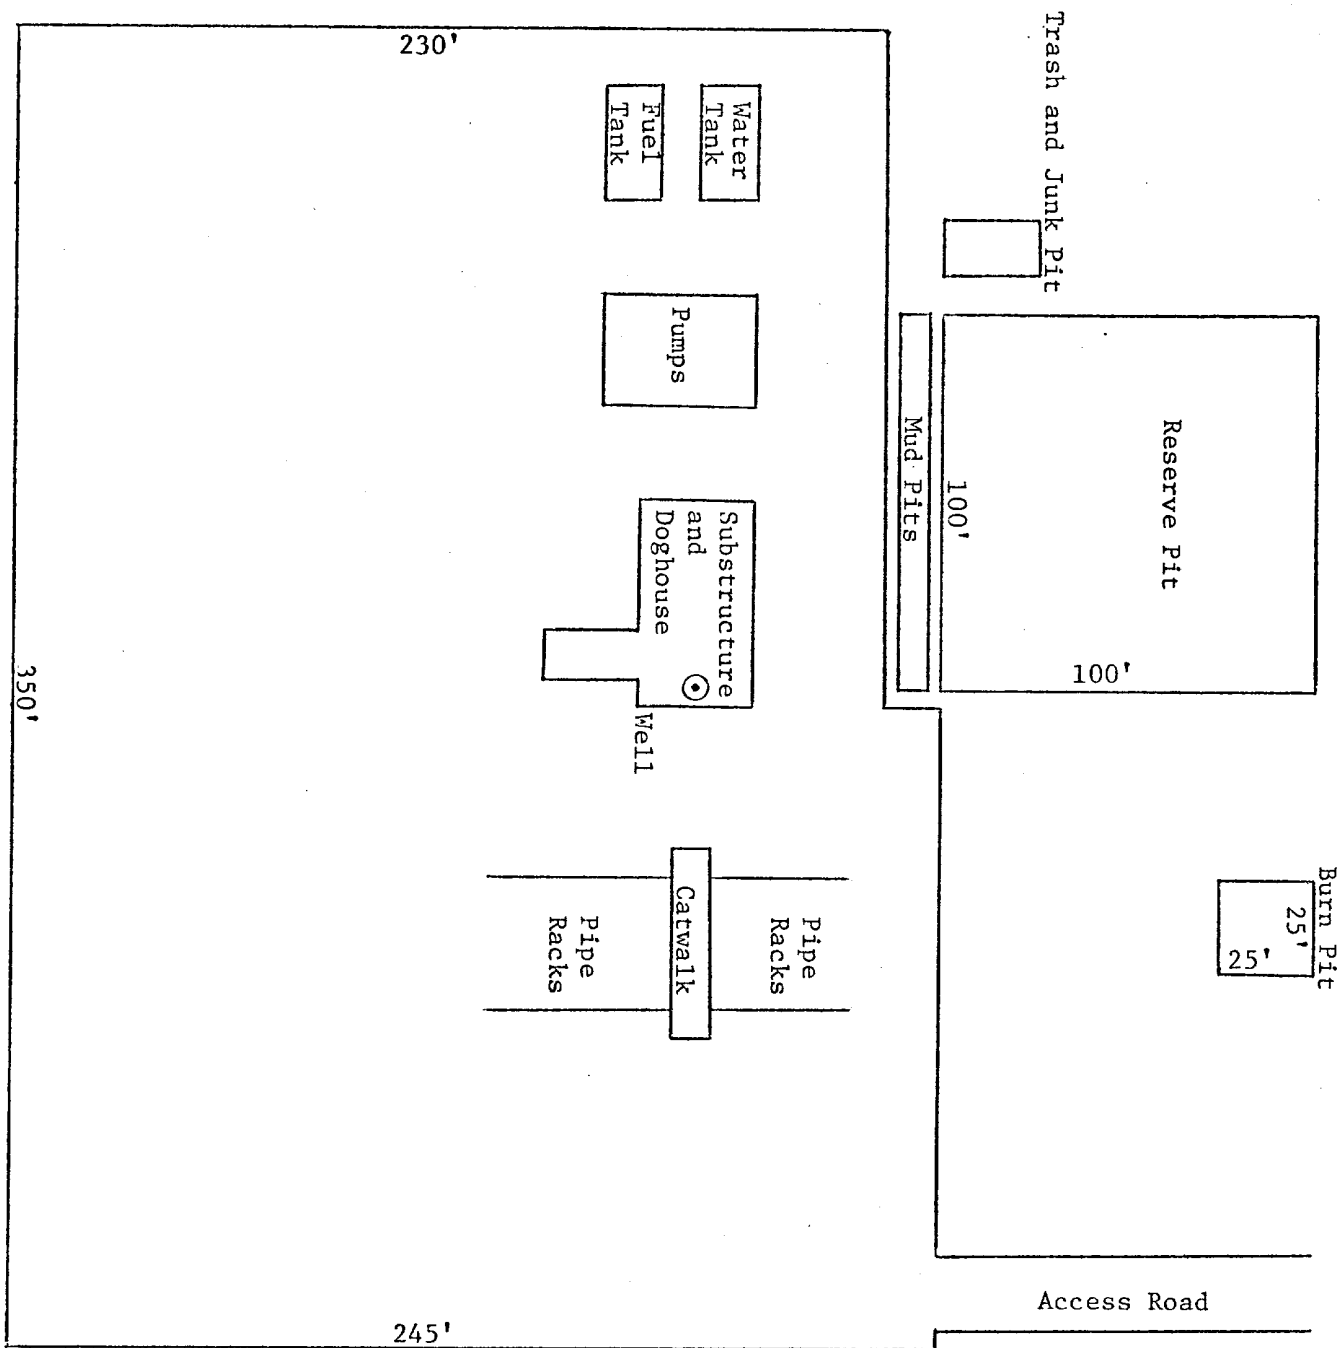 230'
Trash and Junk Pit
Fuel
Tank
Water
Tank
Pumps
Mud Pits
100'
Reserve Pit
100'
Substructure
and
Doghouse
Well
350'
Pipe
Racks
Catwalk
Pipe
Racks
Burn Pit
25'
25'
Access Road
245'